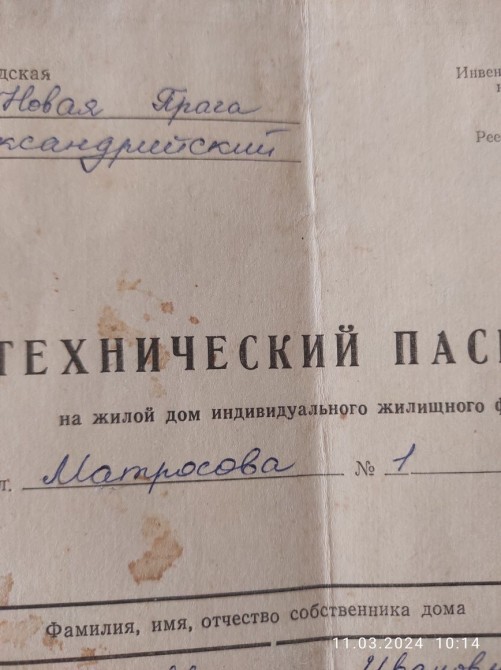 дская
Инвен
Новая Прага
Рее
ксандрийский
ТЕХНИЧЕСКИЙ ПАСП
на жилой дом индивидуального жилищного ф
л. Матросова № 1
Фамилия, имя, отчество собственника дома
11.03.2024 10:14